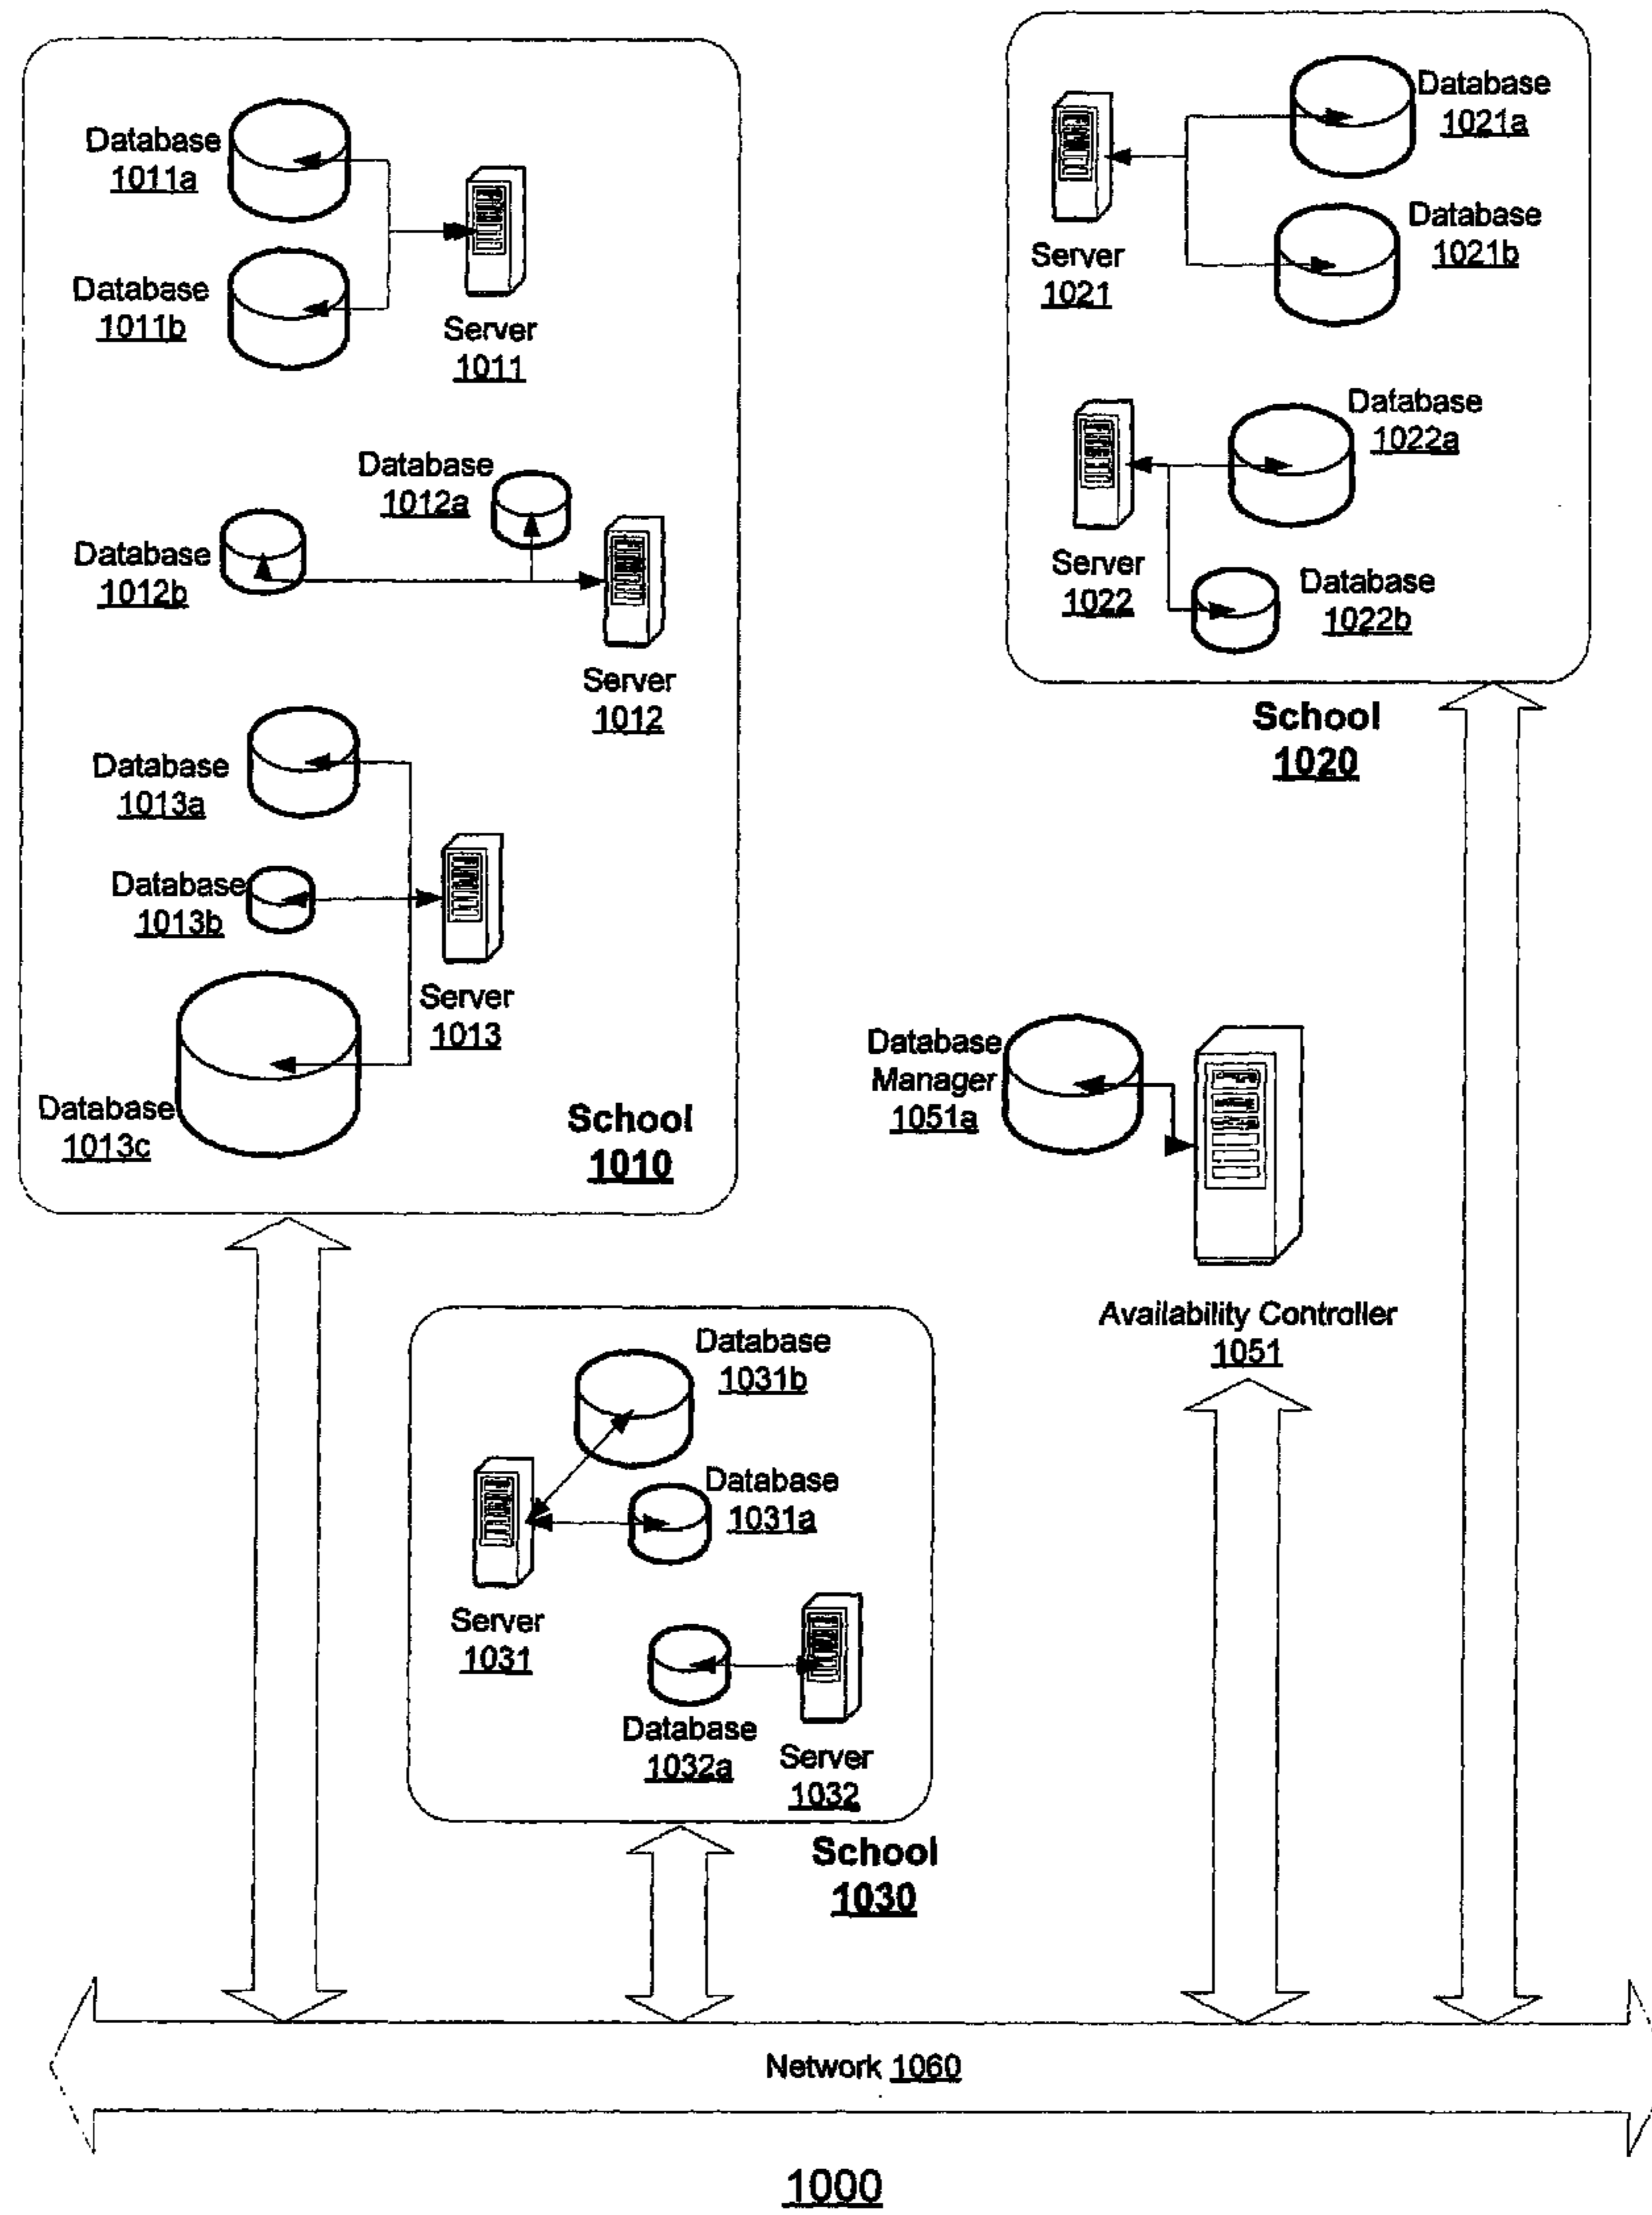 Database
1011a
Database
1011b
Server
1011
Database
1012a
Database
1012b
Server
1012
Database
1013a
Database
1013b
Server
1013
Database
1013c
School
1010
Database
1021a
Server
1021
Database
1021b
Database
1022a
Server
1022
Database
1022b
School
1020
Database
Manager
1051a
Availability Controller
1051
Database
1031b
Database
1031a
Server
1031
Database
1032a
Server
1032
School
1030
Network 1060
1000